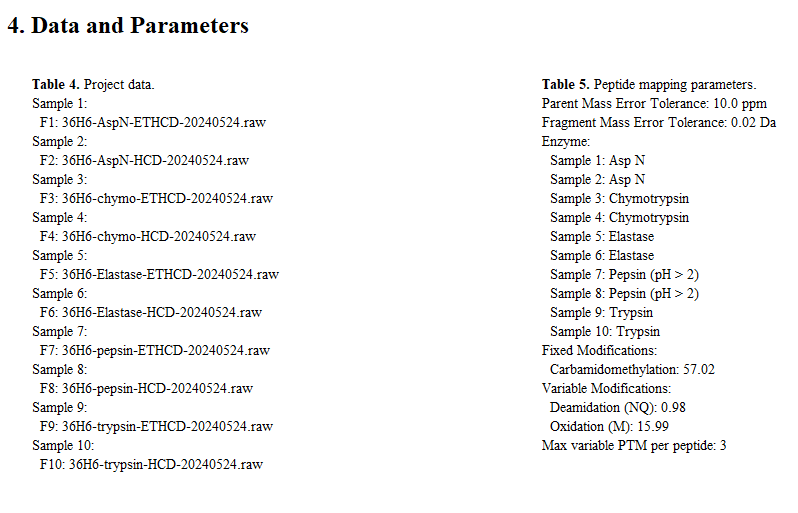 4. Data and Parameters
Table 4. Project data.
Sample 1:
F1: 36H6-AspN-ETHCD-20240524.raw
Sample 2:
F2: 36H6-AspN-HCD-20240524.raw
Sample 3:
F3: 36H6-chymo-ETHCD-20240524.raw
Sample 4:
F4: 36H6-chymo-HCD-20240524.raw
Sample 5:
F5: 36H6-Elastase-ETHCD-20240524.raw
Sample 6:
F6: 36H6-Elastase-HCD-20240524.raw
Sample 7:
F7: 36H6-pepsin-ETHCD-20240524.raw
Sample 8:
F8: 36H6-pepsin-HCD-20240524.raw
Sample 9:
F9: 36H6-trypsin-ETHCD-20240524.raw
Sample 10:
F10: 36H6-trypsin-HCD-20240524.raw
Table 5. Peptide mapping parameters.
Parent Mass Error Tolerance: 10.0 ppm
Fragment Mass Error Tolerance: 0.02 Da
Enzyme:
Sample 1: Asp N
Sample 2: Asp N
Sample 3: Chymotrypsin
Sample 4: Chymotrypsin
Sample 5: Elastase
Sample 6: Elastase
Sample 7: Pepsin (pH > 2)
Sample 8: Pepsin (pH > 2)
Sample 9: Trypsin
Sample 10: Trypsin
Fixed Modifications:
Carbamidomethylation: 57.02
Variable Modifications:
Deamidation (NQ): 0.98
Oxidation (M): 15.99
Max variable PTM per peptide: 3